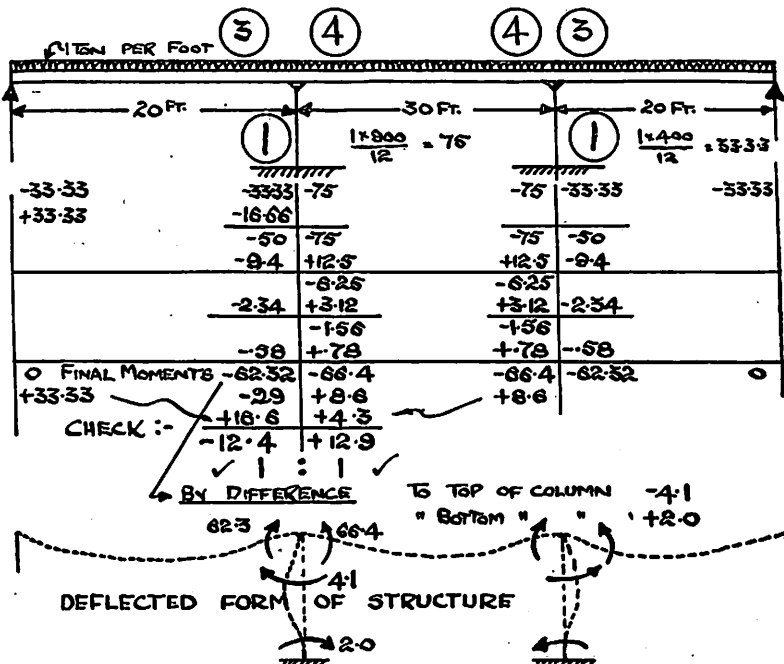 3 4 4 3
1 TON PER FOOT
20 FT. 30 FT. 20 FT.
1 1×900/12 = 75 1 1×400/12 = 33.3.3
-33.33 -33.33 -75 -75 -33.33 -33.33
+33.33 -16.66
-50 -75 -75 -50
-9.4 +12.5 +12.5 -9.4
-6.25 -6.25
-2.34 +3.12 +3.12 -2.34
-1.56 -1.56
-.58 +.78 +.78 -.58
0 FINAL MOMENTS -62.32 -66.4 -66.4 -62.32 0
+33.33 -29 +8.6 +8.6
CHECK :- +16.6 +4.3
-12.4 +12.9
✓ 1 : 1 ✓
BY DIFFERENCE TO TOP OF COLUMN -4.1
" BOTTOM " " +2.0
62.3 66.4
4.1
DEFLECTED FORM OF STRUCTURE
2.0